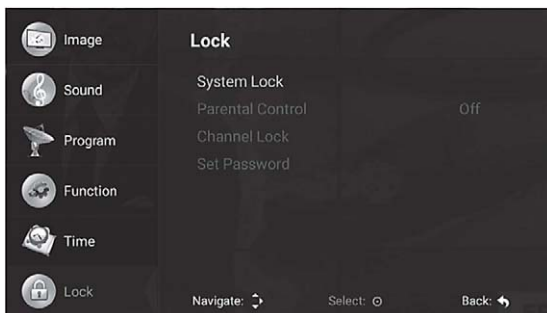 Image
Sound
Program
Function
Time
Lock
Lock
System Lock
Parental Control Off
Channel Lock
Set Password
Navigate: Select: Back: